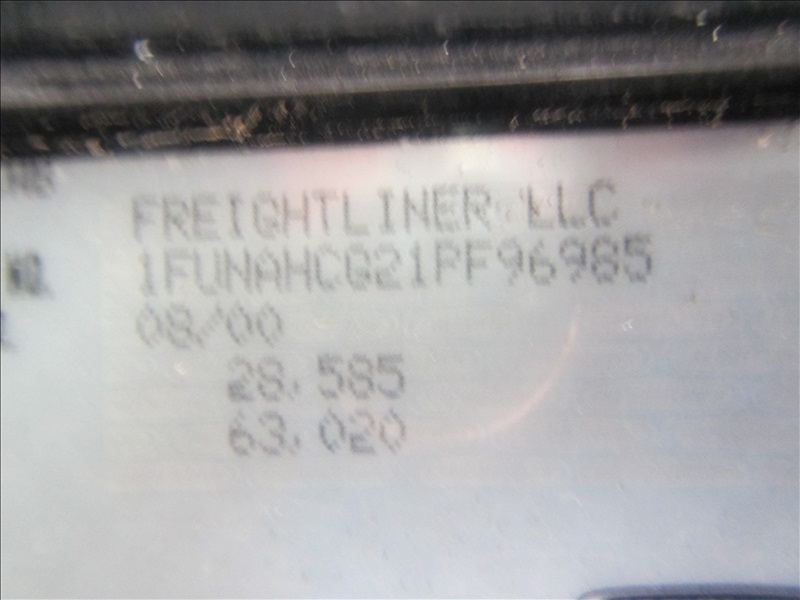 FREIGHTLINER LLC
1FUNAHCG21PF96985
08/00
28,585
63,020